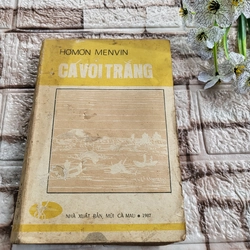 HOMON MENVIN
CÁ VOI TRẮNG
NHÀ XUẤT BẢN MŨI CÀ MAU • 1987